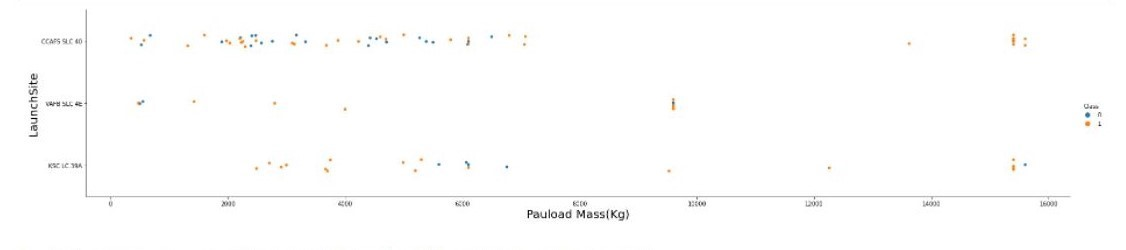 LaunchSite
CCAFS SLC 40
VAFB SLC 4E
KSC LC 39A
0 2000 4000 6000 8000 10000 12000 14000 16000
Pauload Mass(Kg)
Class
0
1